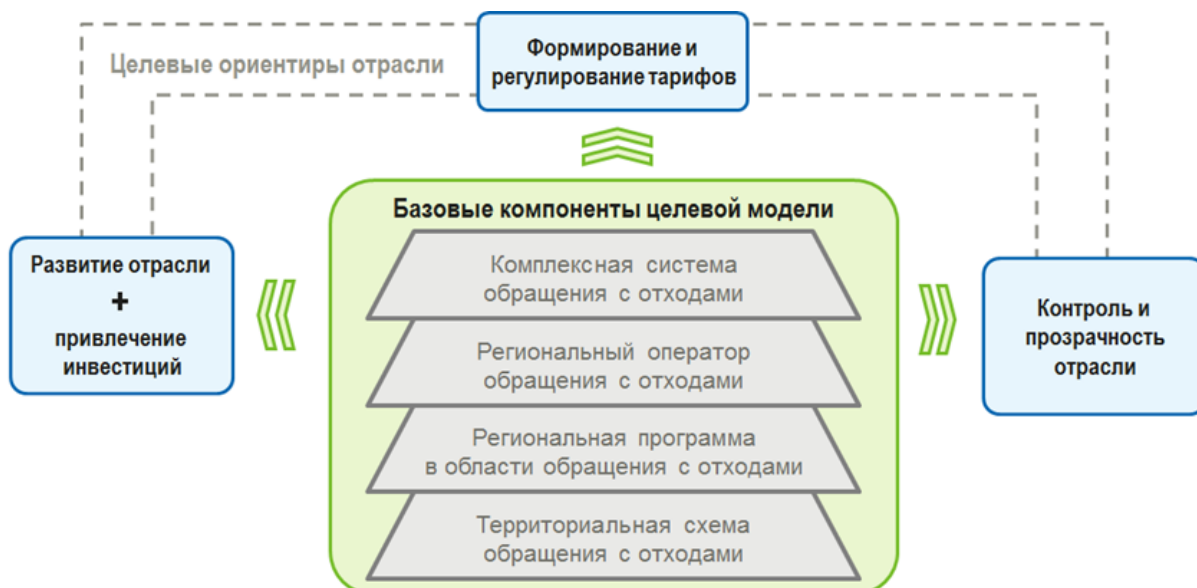 Формирование и
регулирование тарифов
Целевые ориентиры отрасли
Базовые компоненты целевой модели
Комплексная система
обращения с отходами
Региональный оператор
обращения с отходами
Региональная программа
в области обращения с отходами
Территориальная схема
обращения с отходами
Развитие отрасли
+
привлечение
инвестиций
Контроль и
прозрачность
отрасли